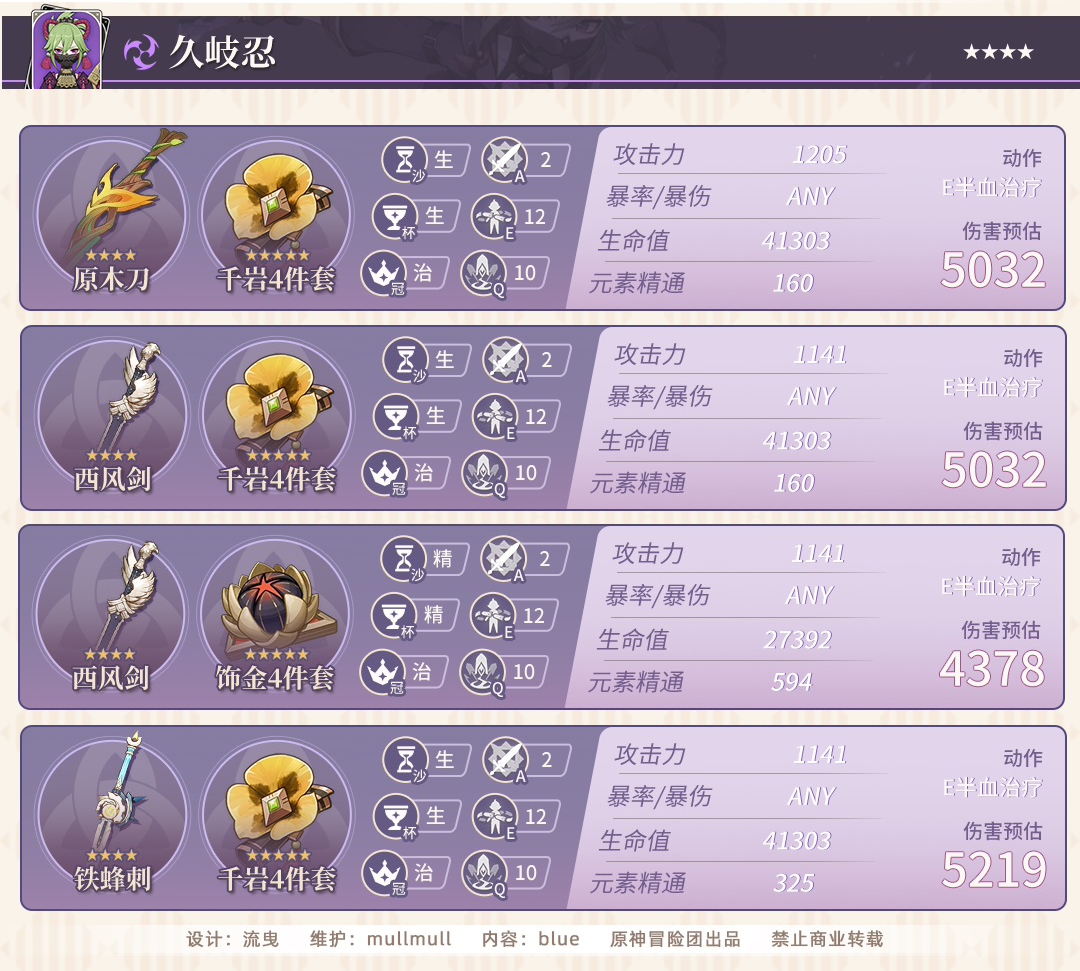 久岐忍
★★★★
原木刀
千岩4件套
沙 生
A 2
杯 生
E 12
冠 治
Q 10
攻击力 1205
暴率/暴伤 ANY
生命值 41303
元素精通 160
动作
E半血治疗
伤害预估
5032
西风剑
千岩4件套
沙 生
A 2
杯 生
E 12
冠 治
Q 10
攻击力 1141
暴率/暴伤 ANY
生命值 41303
元素精通 160
动作
E半血治疗
伤害预估
5032
西风剑
饰金4件套
沙 精
A 2
杯 精
E 12
冠 治
Q 10
攻击力 1141
暴率/暴伤 ANY
生命值 27392
元素精通 594
动作
E半血治疗
伤害预估
4378
铁蜂刺
千岩4件套
沙 生
A 2
杯 生
E 12
冠 治
Q 10
攻击力 1141
暴率/暴伤 ANY
生命值 41303
元素精通 325
动作
E半血治疗
伤害预估
5219
设计：流曳 维护：mullmull 内容：blue 原神冒险团出品 禁止商业转载